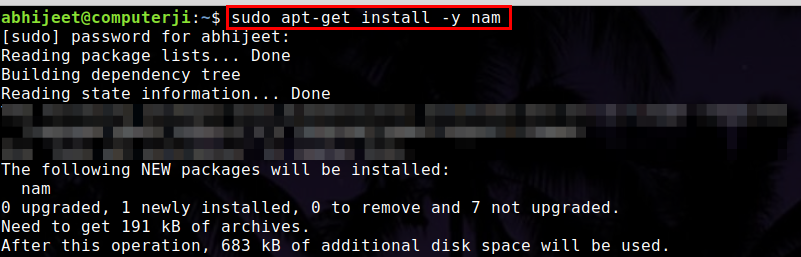 abhijeet@computerji:~$ sudo apt-get install -y nam
[sudo] password for abhijeet:
Reading package lists... Done
Building dependency tree
Reading state information... Done
The following NEW packages will be installed:
  nam
0 upgraded, 1 newly installed, 0 to remove and 7 not upgraded.
Need to get 191 kB of archives.
After this operation, 683 kB of additional disk space will be used.